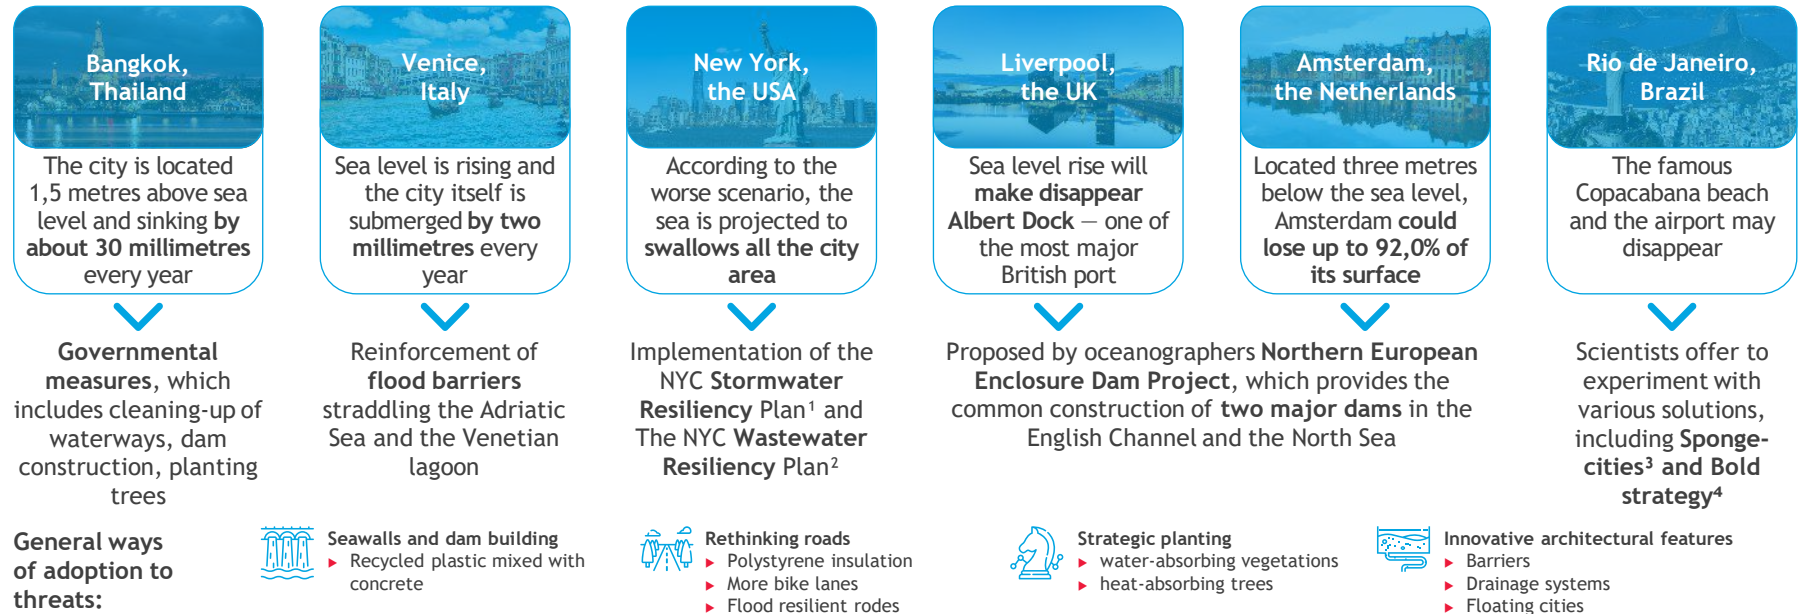 Bangkok,
Thailand
The city is located
1,5 metres above sea
level and sinking by
about 30 millimetres
every year
Governmental
measures, which
includes cleaning-up of
waterways, dam
construction, planting
trees
Venice,
Italy
Sea level is rising and
the city itself is
submerged by two
millimetres every
year
Reinforcement of
flood barriers
straddling the Adriatic
Sea and the Venetian
lagoon
New York,
the USA
According to the
worse scenario, the
sea is projected to
swallows all the city
area
Implementation of the
NYC Stormwater
Resiliency Plan¹ and
The NYC Wastewater
Resiliency Plan²
Liverpool,
the UK
Sea level rise will
make disappear
Albert Dock — one of
the most major
British port
Amsterdam,
the Netherlands
Located three metres
below the sea level,
Amsterdam could
lose up to 92,0% of
its surface
Proposed by oceanographers Northern European
Enclosure Dam Project, which provides the
common construction of two major dams in the
English Channel and the North Sea
Rio de Janeiro,
Brazil
The famous
Copacabana beach
and the airport may
disappear
Scientists offer to
experiment with
various solutions,
including Sponge-
cities³ and Bold
strategy⁴
General ways
of adoption to
threats:
Seawalls and dam building
▸ Recycled plastic mixed with
concrete
Rethinking roads
▸ Polystyrene insulation
▸ More bike lanes
▸ Flood resilient rodes
Strategic planting
▸ water-absorbing vegetations
▸ heat-absorbing trees
Innovative architectural features
▸ Barriers
▸ Drainage systems
▸ Floating cities